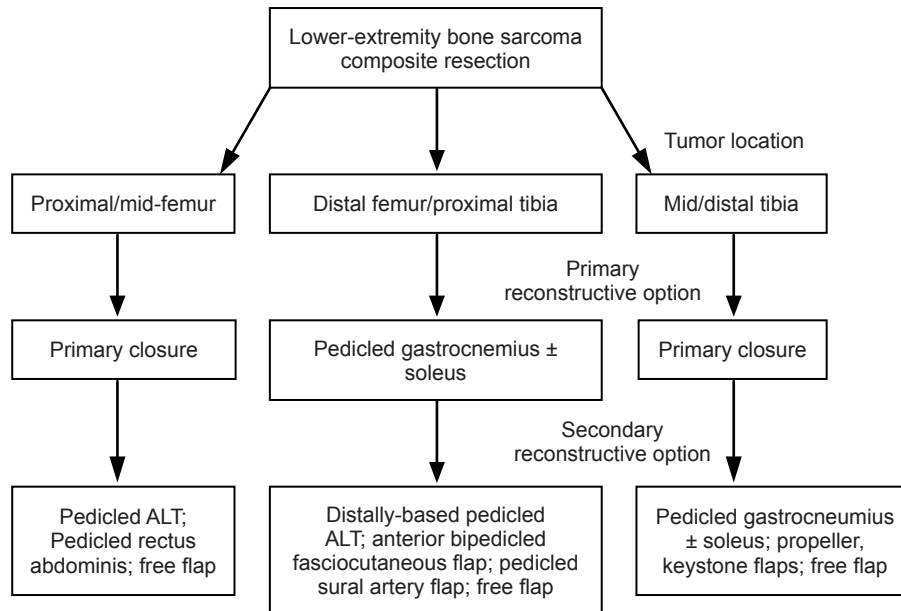 Lower-extremity bone sarcoma
composite resection
Tumor location
Proximal/mid-femur
Distal femur/proximal tibia
Mid/distal tibia
Primary
reconstructive option
Primary closure
Pedicled gastrocnemius ±
soleus
Primary closure
Secondary
reconstructive option
Pedicled ALT;
Pedicled rectus
abdominis; free flap
Distally-based pedicled
ALT; anterior bipedicled
fasciocutaneous flap; pedicled
sural artery flap; free flap
Pedicled gastrocneumius
± soleus; propeller,
keystone flaps; free flap